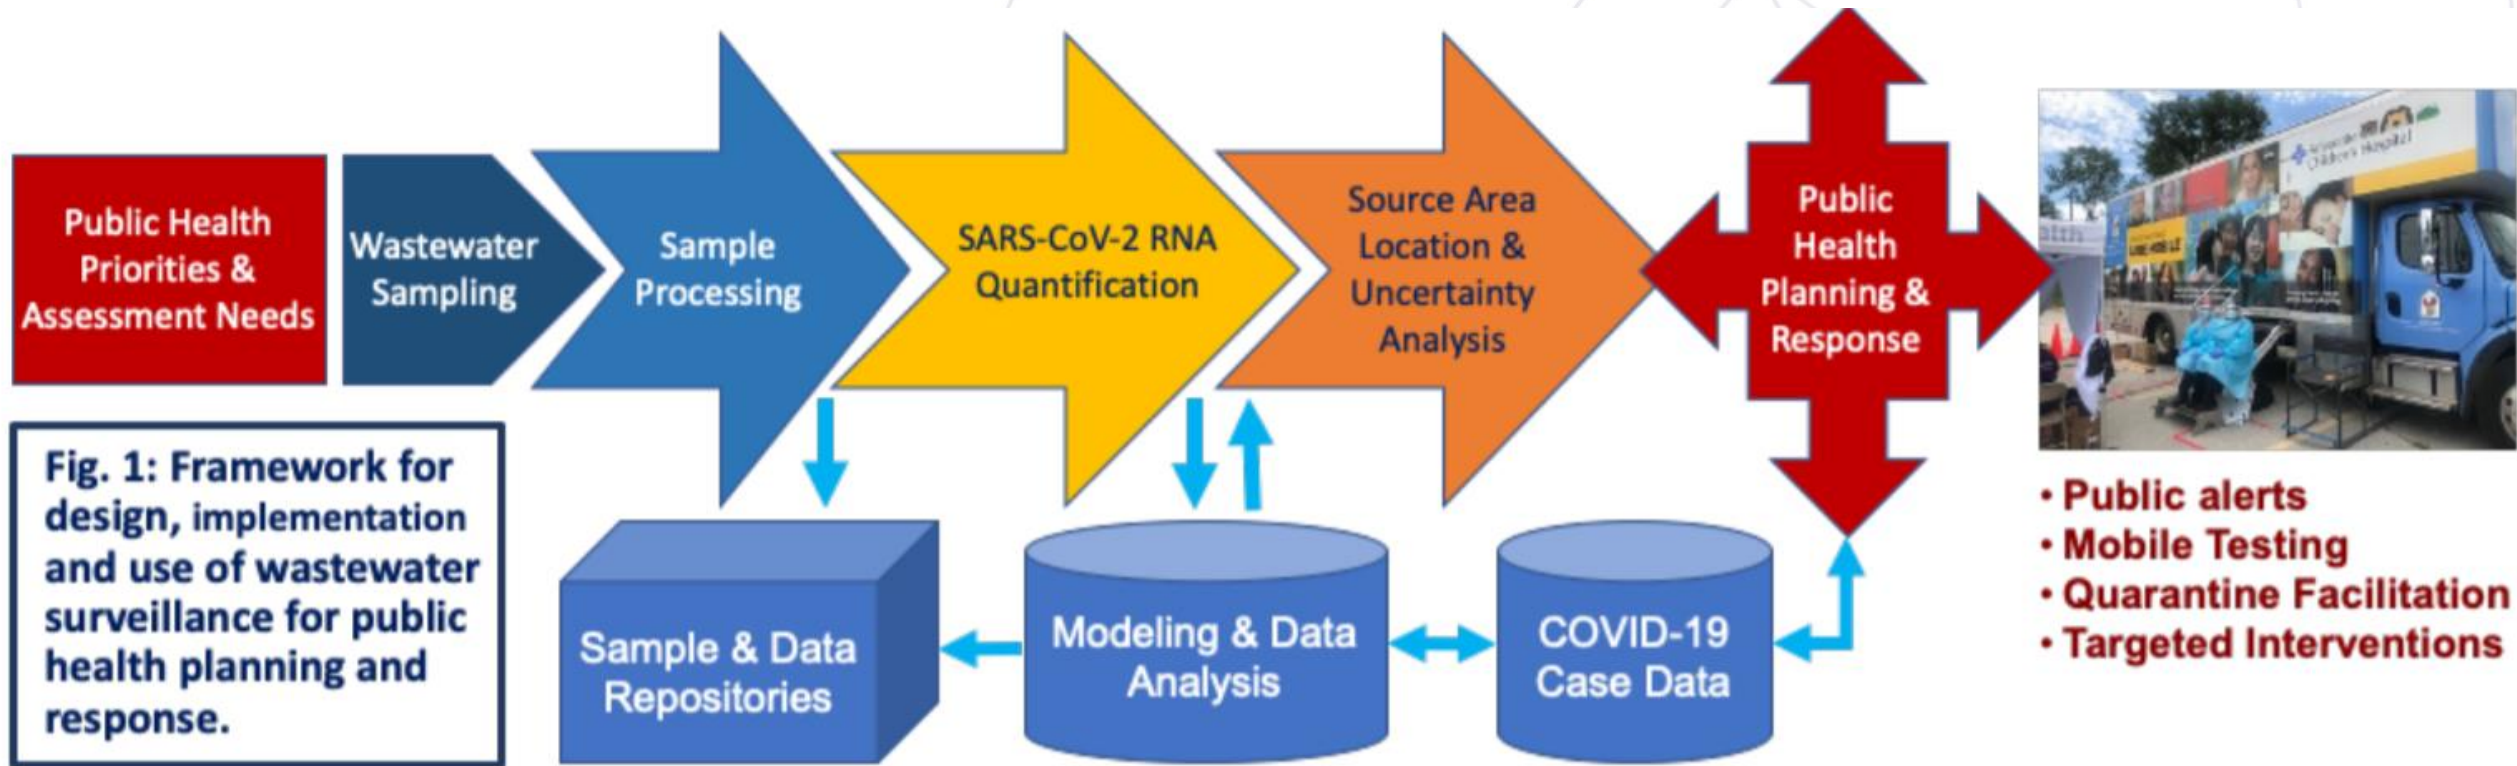 Public Health
Priorities &
Assessment Needs
Wastewater
Sampling
Sample
Processing
SARS-CoV-2 RNA
Quantification
Source Area
Location &
Uncertainty
Analysis
Public
Health
Planning &
Response
Children's Hospital
Fig. 1: Framework for
design, implementation
and use of wastewater
surveillance for public
health planning and
response.
Sample & Data
Repositories
Modeling & Data
Analysis
COVID-19
Case Data
• Public alerts
• Mobile Testing
• Quarantine Facilitation
• Targeted Interventions